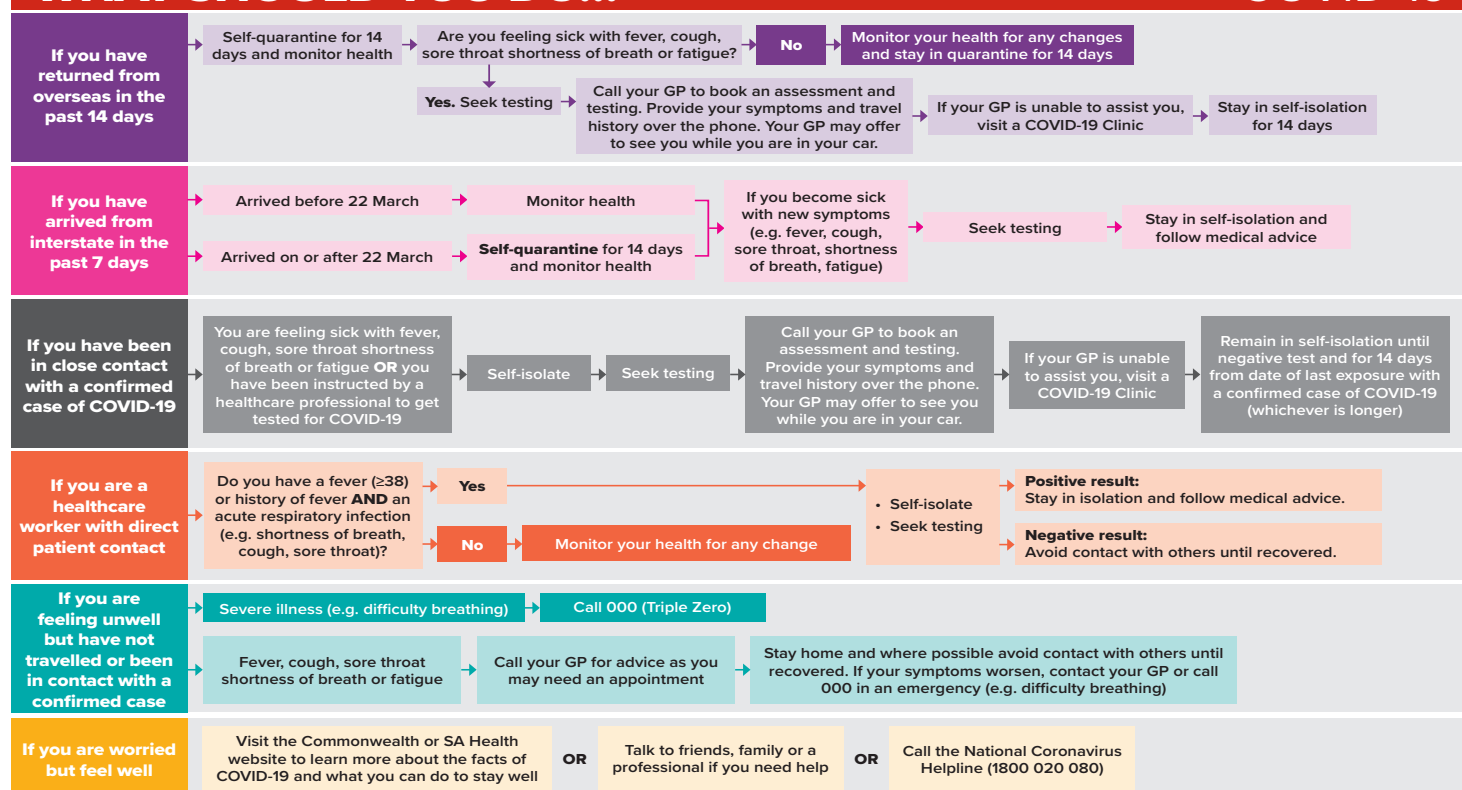 If you have
returned from
overseas in the
past 14 days
Self-quarantine for 14
days and monitor health
Are you feeling sick with fever, cough,
sore throat shortness of breath or fatigue?
No
Monitor your health for any changes
and stay in quarantine for 14 days
Yes. Seek testing
Call your GP to book an assessment and
testing. Provide your symptoms and travel
history over the phone. Your GP may offer
to see you while you are in your car.
If your GP is unable to assist you,
visit a COVID-19 Clinic
Stay in self-isolation
for 14 days
If you have
arrived from
interstate in the
past 7 days
Arrived before 22 March
Monitor health
Arrived on or after 22 March
Self-quarantine for 14 days
and monitor health
If you become sick
with new symptoms
(e.g. fever, cough,
sore throat, shortness
of breath, fatigue)
Seek testing
Stay in self-isolation and
follow medical advice
If you have been
in close contact
with a confirmed
case of COVID-19
You are feeling sick with fever,
cough, sore throat shortness
of breath or fatigue OR you
have been instructed by a
healthcare professional to get
tested for COVID-19
Self-isolate
Seek testing
Call your GP to book an
assessment and testing.
Provide your symptoms and
travel history over the phone.
Your GP may offer to see you
while you are in your car.
If your GP is unable
to assist you, visit a
COVID-19 Clinic
Remain in self-isolation until
negative test and for 14 days
from date of last exposure with
a confirmed case of COVID-19
(whichever is longer)
If you are a
healthcare
worker with direct
patient contact
Do you have a fever (≥38)
or history of fever AND an
acute respiratory infection
(e.g. shortness of breath,
cough, sore throat)?
Yes
No
Monitor your health for any change
• Self-isolate
• Seek testing
Positive result:
Stay in isolation and follow medical advice.
Negative result:
Avoid contact with others until recovered.
If you are
feeling unwell
but have not
travelled or been
in contact with a
confirmed case
Severe illness (e.g. difficulty breathing)
Call 000 (Triple Zero)
Fever, cough, sore throat
shortness of breath or fatigue
Call your GP for advice as you
may need an appointment
Stay home and where possible avoid contact with others until
recovered. If your symptoms worsen, contact your GP or call
000 in an emergency (e.g. difficulty breathing)
If you are worried
but feel well
Visit the Commonwealth or SA Health
website to learn more about the facts of
COVID-19 and what you can do to stay well
OR
Talk to friends, family or a
professional if you need help
OR
Call the National Coronavirus
Helpline (1800 020 080)